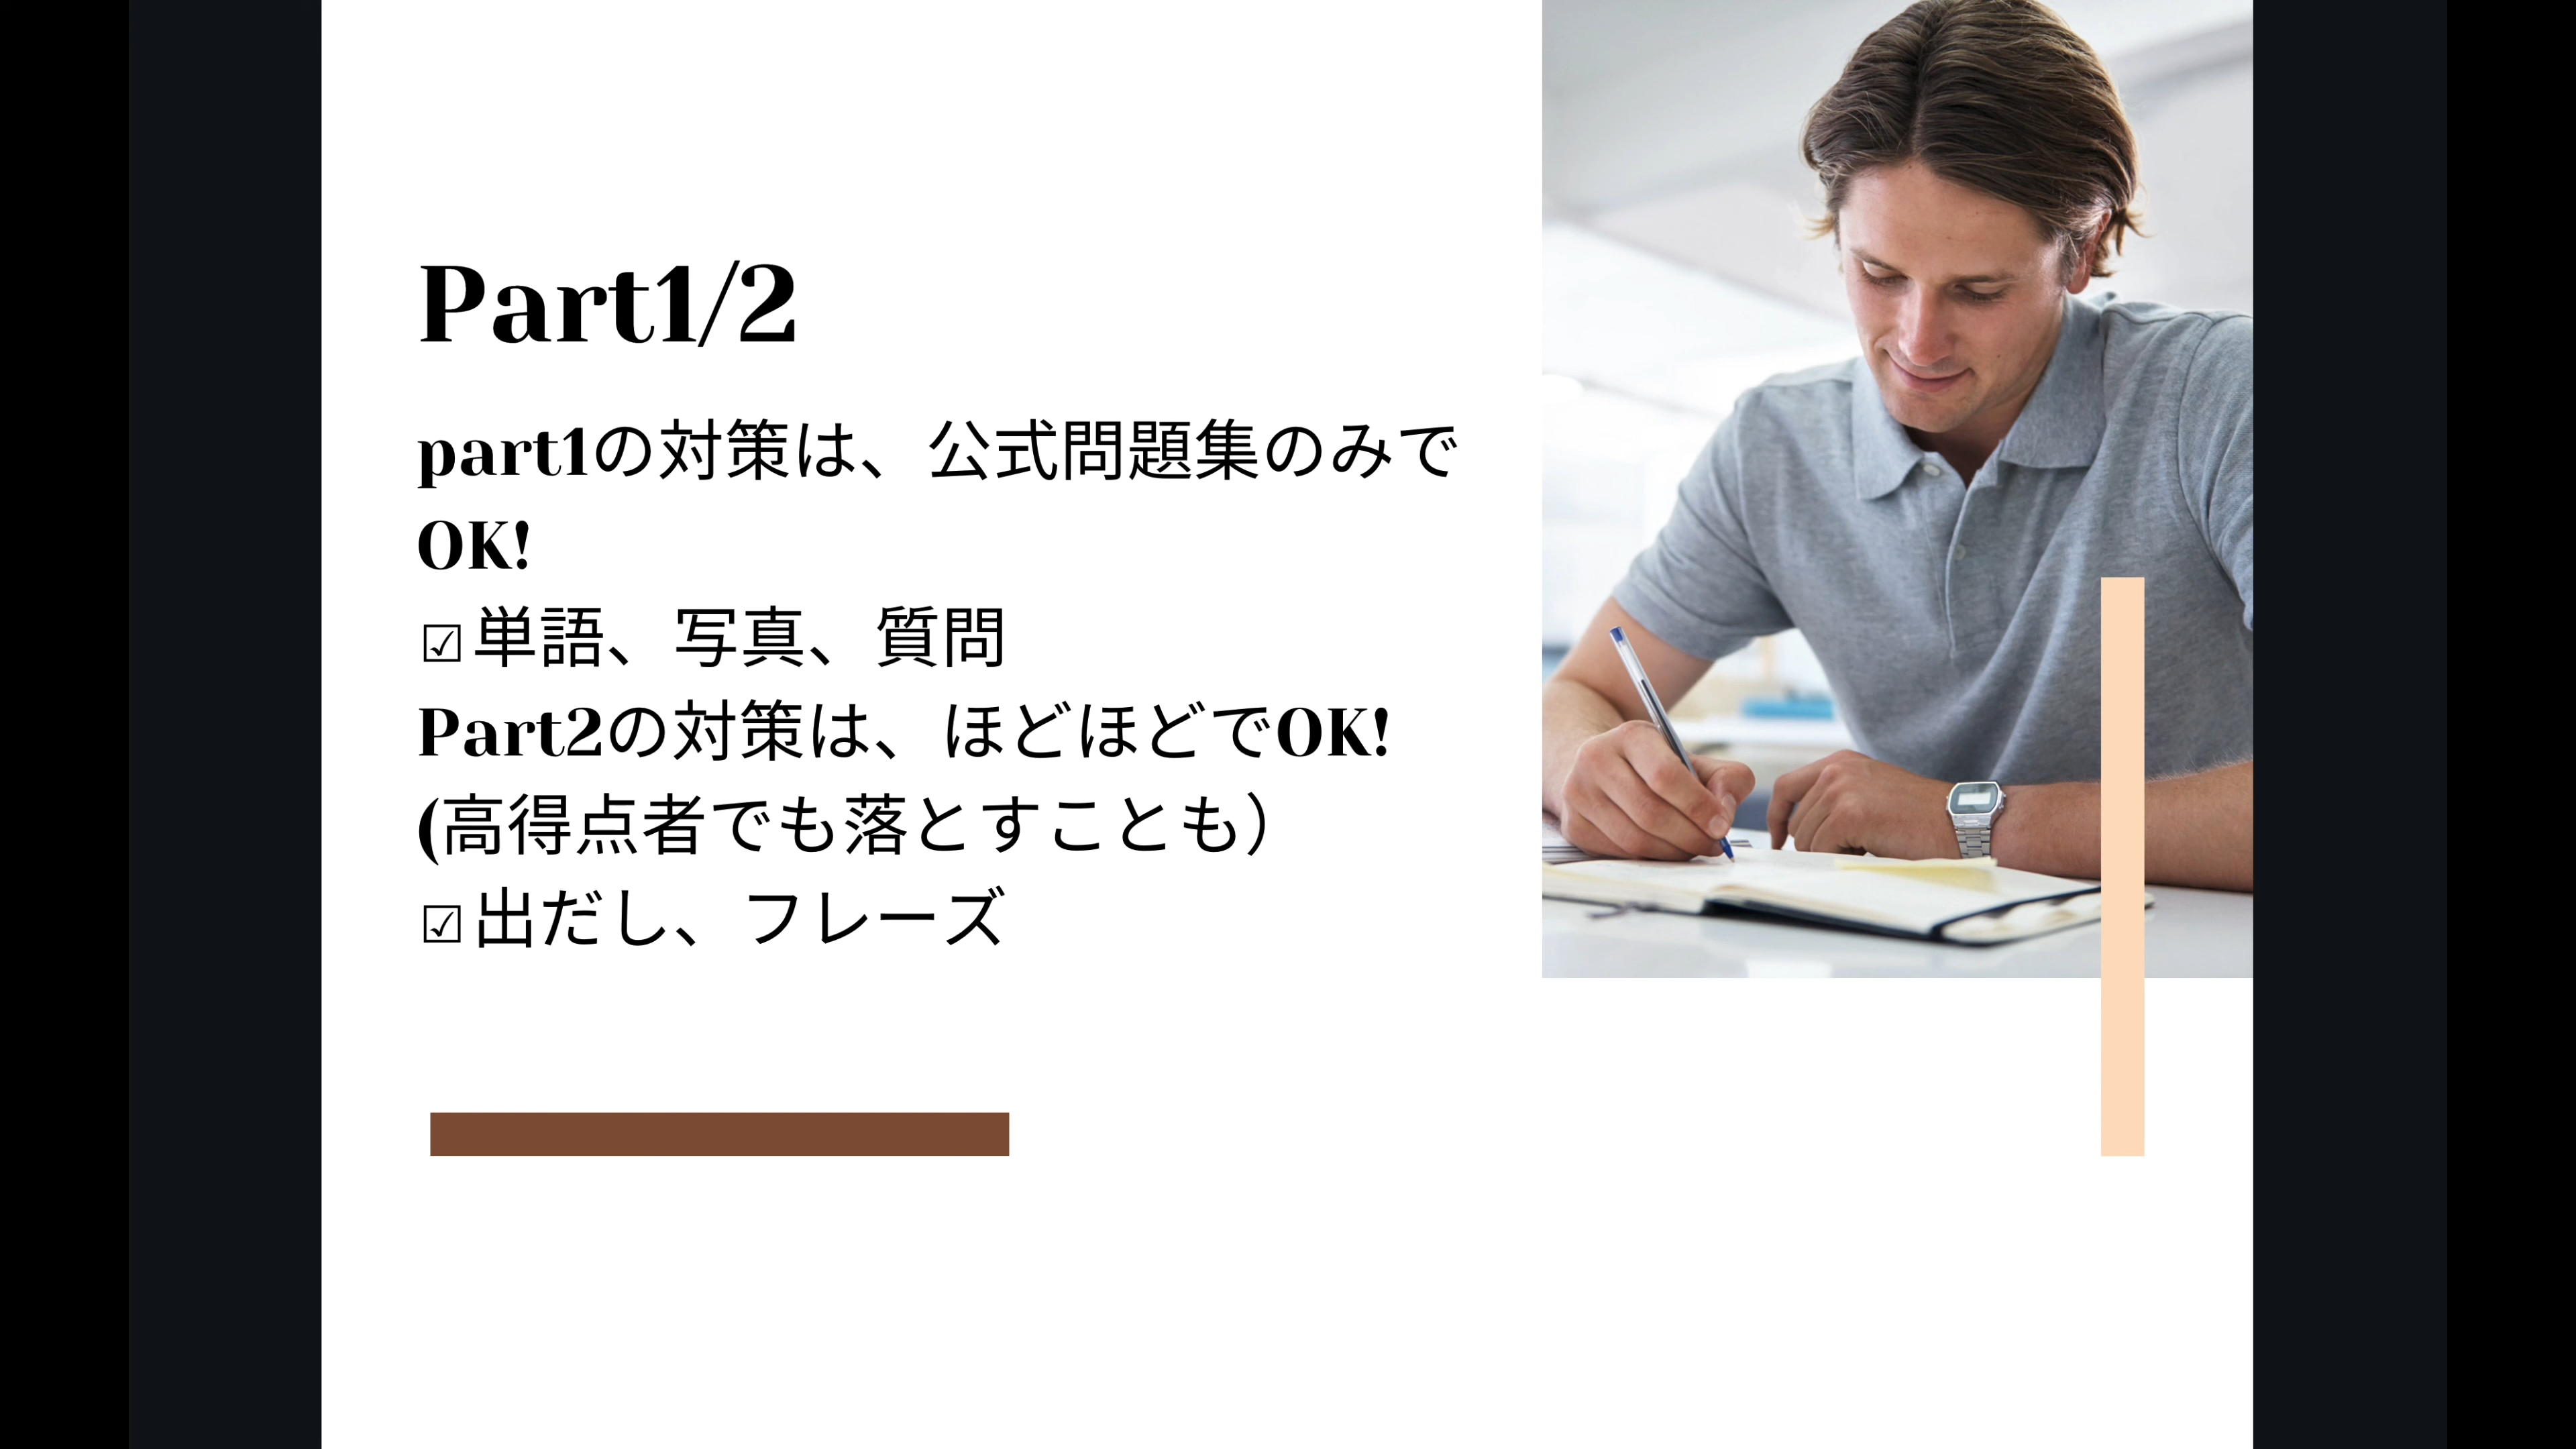 Part1/2
part1の対策は、公式問題集のみで
OK!
☑単語、写真、質問
Part2の対策は、ほどほどでOK!
(高得点者でも落とすことも）
☑出だし、フレーズ